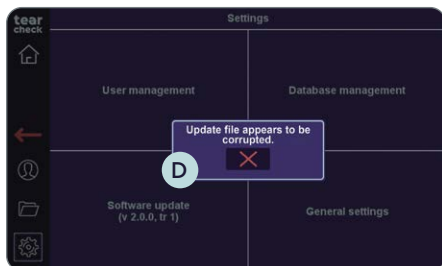 tear
check
Settings
User management
Database management
Update file appears to be
corrupted.
D
Software update
(v 2.0.0, tr 1)
General settings